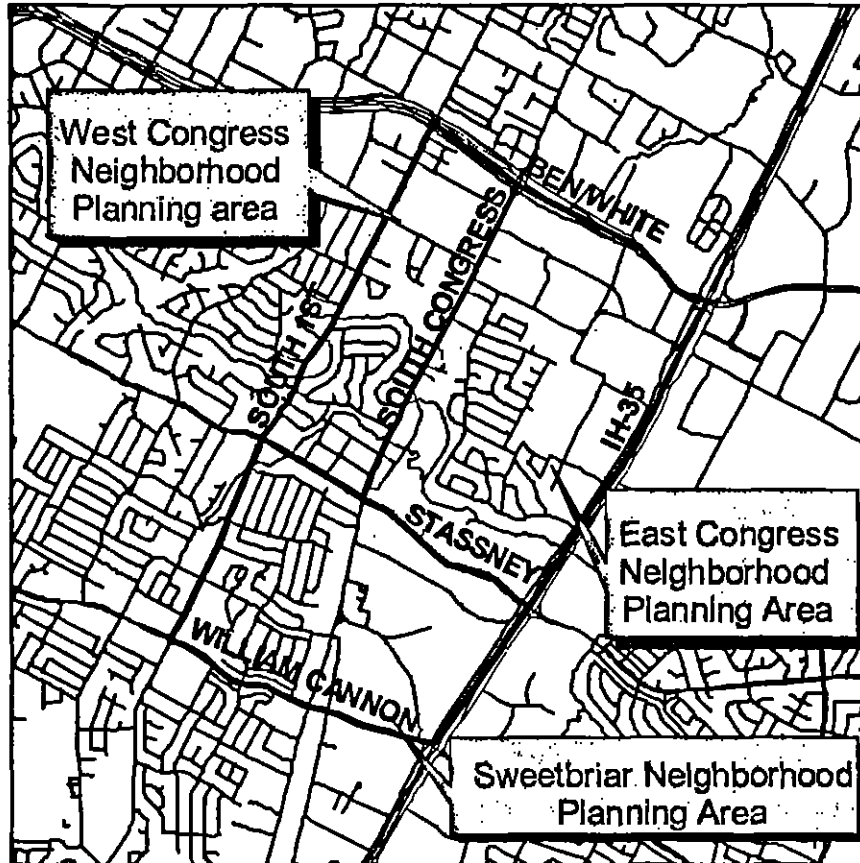 West Congress
Neighborhood
Planning area
BEN WHITE
SOUTH 1ST
SOUTH CONGRESS
IH-35
STASSNEY
East Congress
Neighborhood
Planning Area
WILLIAM CANNON
Sweetbriar Neighborhood
Planning Area